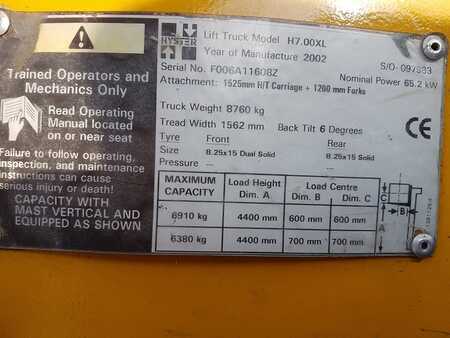 HYSTER
Lift Truck Model H7.00XL
Year of Manufacture 2002
S/O- 097933
Serial No. F006A11608Z
Nominal Power 65.2 kW
Attachment: 1525mm H/T Carriage + 1200 mm Forks
Truck Weight 8760 kg
Tread Width 1562 mm Back Tilt 6 Degrees
Tyre Front Rear
Size: 8.25x15 Dual Solid 8.25x15 Solid
Pressure: --- ---
CE
MAXIMUM CAPACITY Load Height Dim. A Load Centre Dim. B Dim. C
6910 kg 4400 mm 600 mm 600 mm
6380 kg 4400 mm 700 mm 700 mm
C
B
A
Trained Operators and
Mechanics Only
Read Operating
Manual located
on or near seat
Failure to follow operating,
inspection, and maintenance
instructions can cause
serious injury or death!
CAPACITY WITH
MAST VERTICAL AND
EQUIPPED AS SHOWN